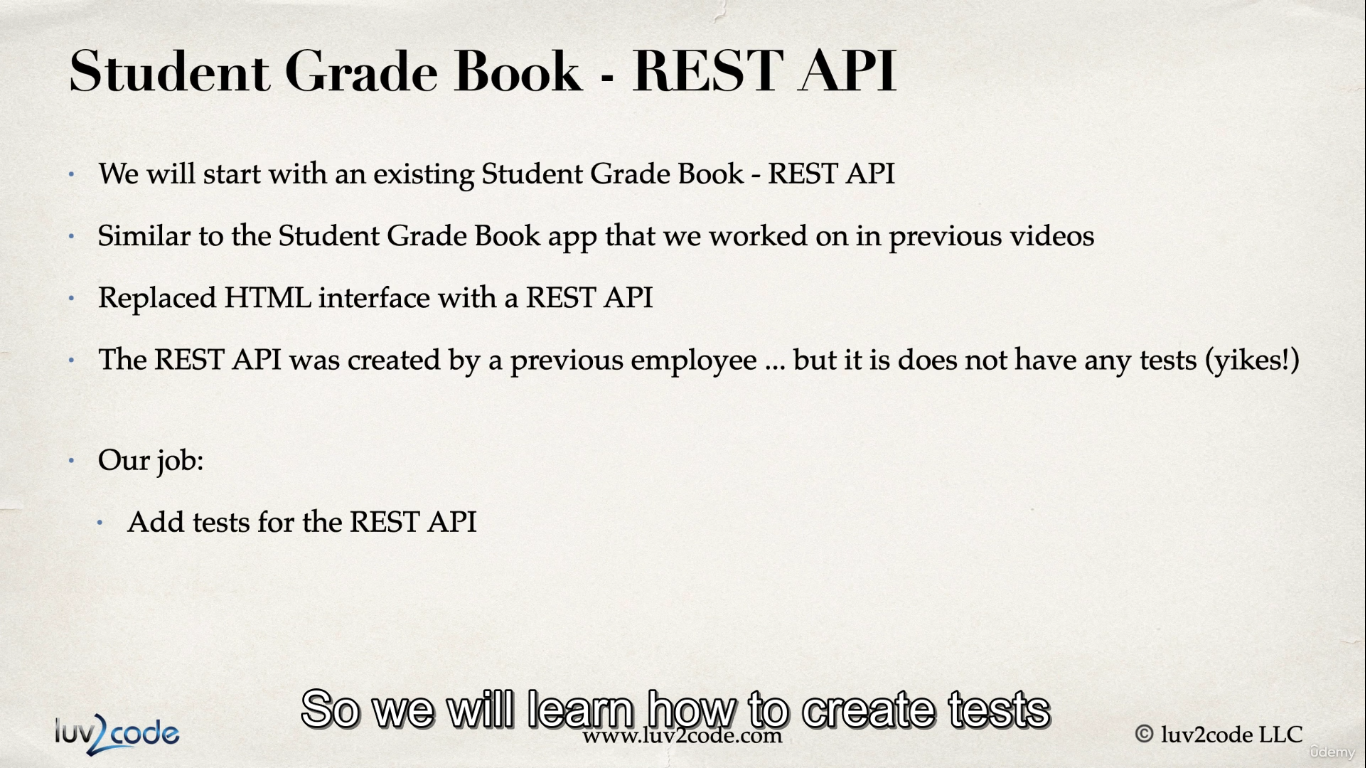 Student Grade Book - REST API
• We will start with an existing Student Grade Book - REST API
• Similar to the Student Grade Book app that we worked on in previous videos
• Replaced HTML interface with a REST API
• The REST API was created by a previous employee ... but it is does not have any tests (yikes!)
• Our job:
• Add tests for the REST API
So we will learn how to create tests
luv2code
www.luv2code.com
© luv2code LLC
ûdemy